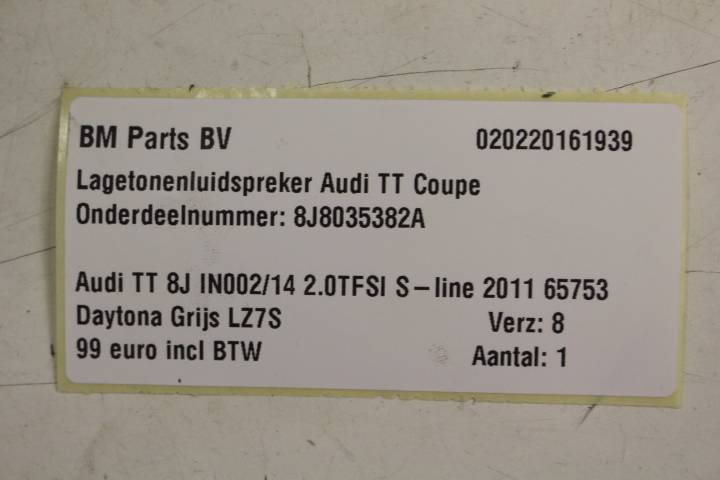 BM Parts BV 020220161939
Lagetonenluidspreker Audi TT Coupe
Onderdeelnummer: 8J8035382A
Audi TT 8J IN002/14 2.0TFSI S-line 2011 65753
Daytona Grijs LZ7S Verz: 8
99 euro incl BTW Aantal: 1